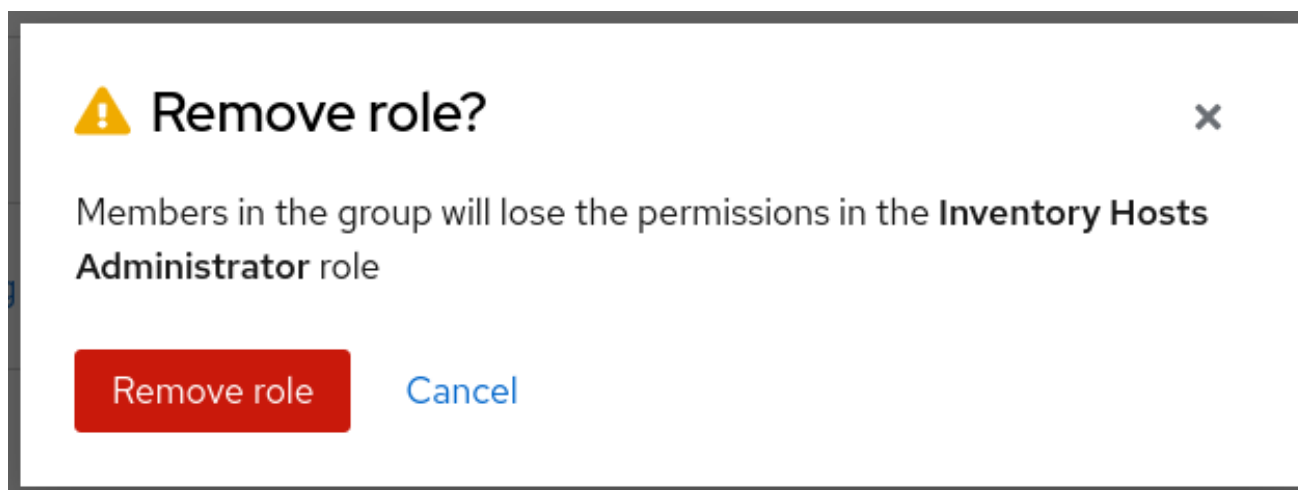 Remove role?
Members in the group will lose the permissions in the Inventory Hosts
Administrator role
Remove role
Cancel